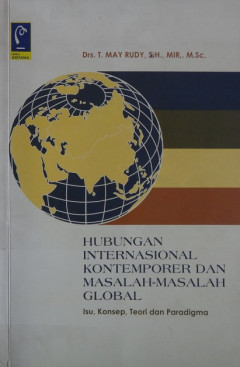 Drs. T. MAY RUDY, S.H., MIR., M.Sc.
HUBUNGAN
INTERNASIONAL
KONTEMPORER DAN
MASALAH-MASALAH
GLOBAL
Isu, Konsep, Teori dan Paradigma